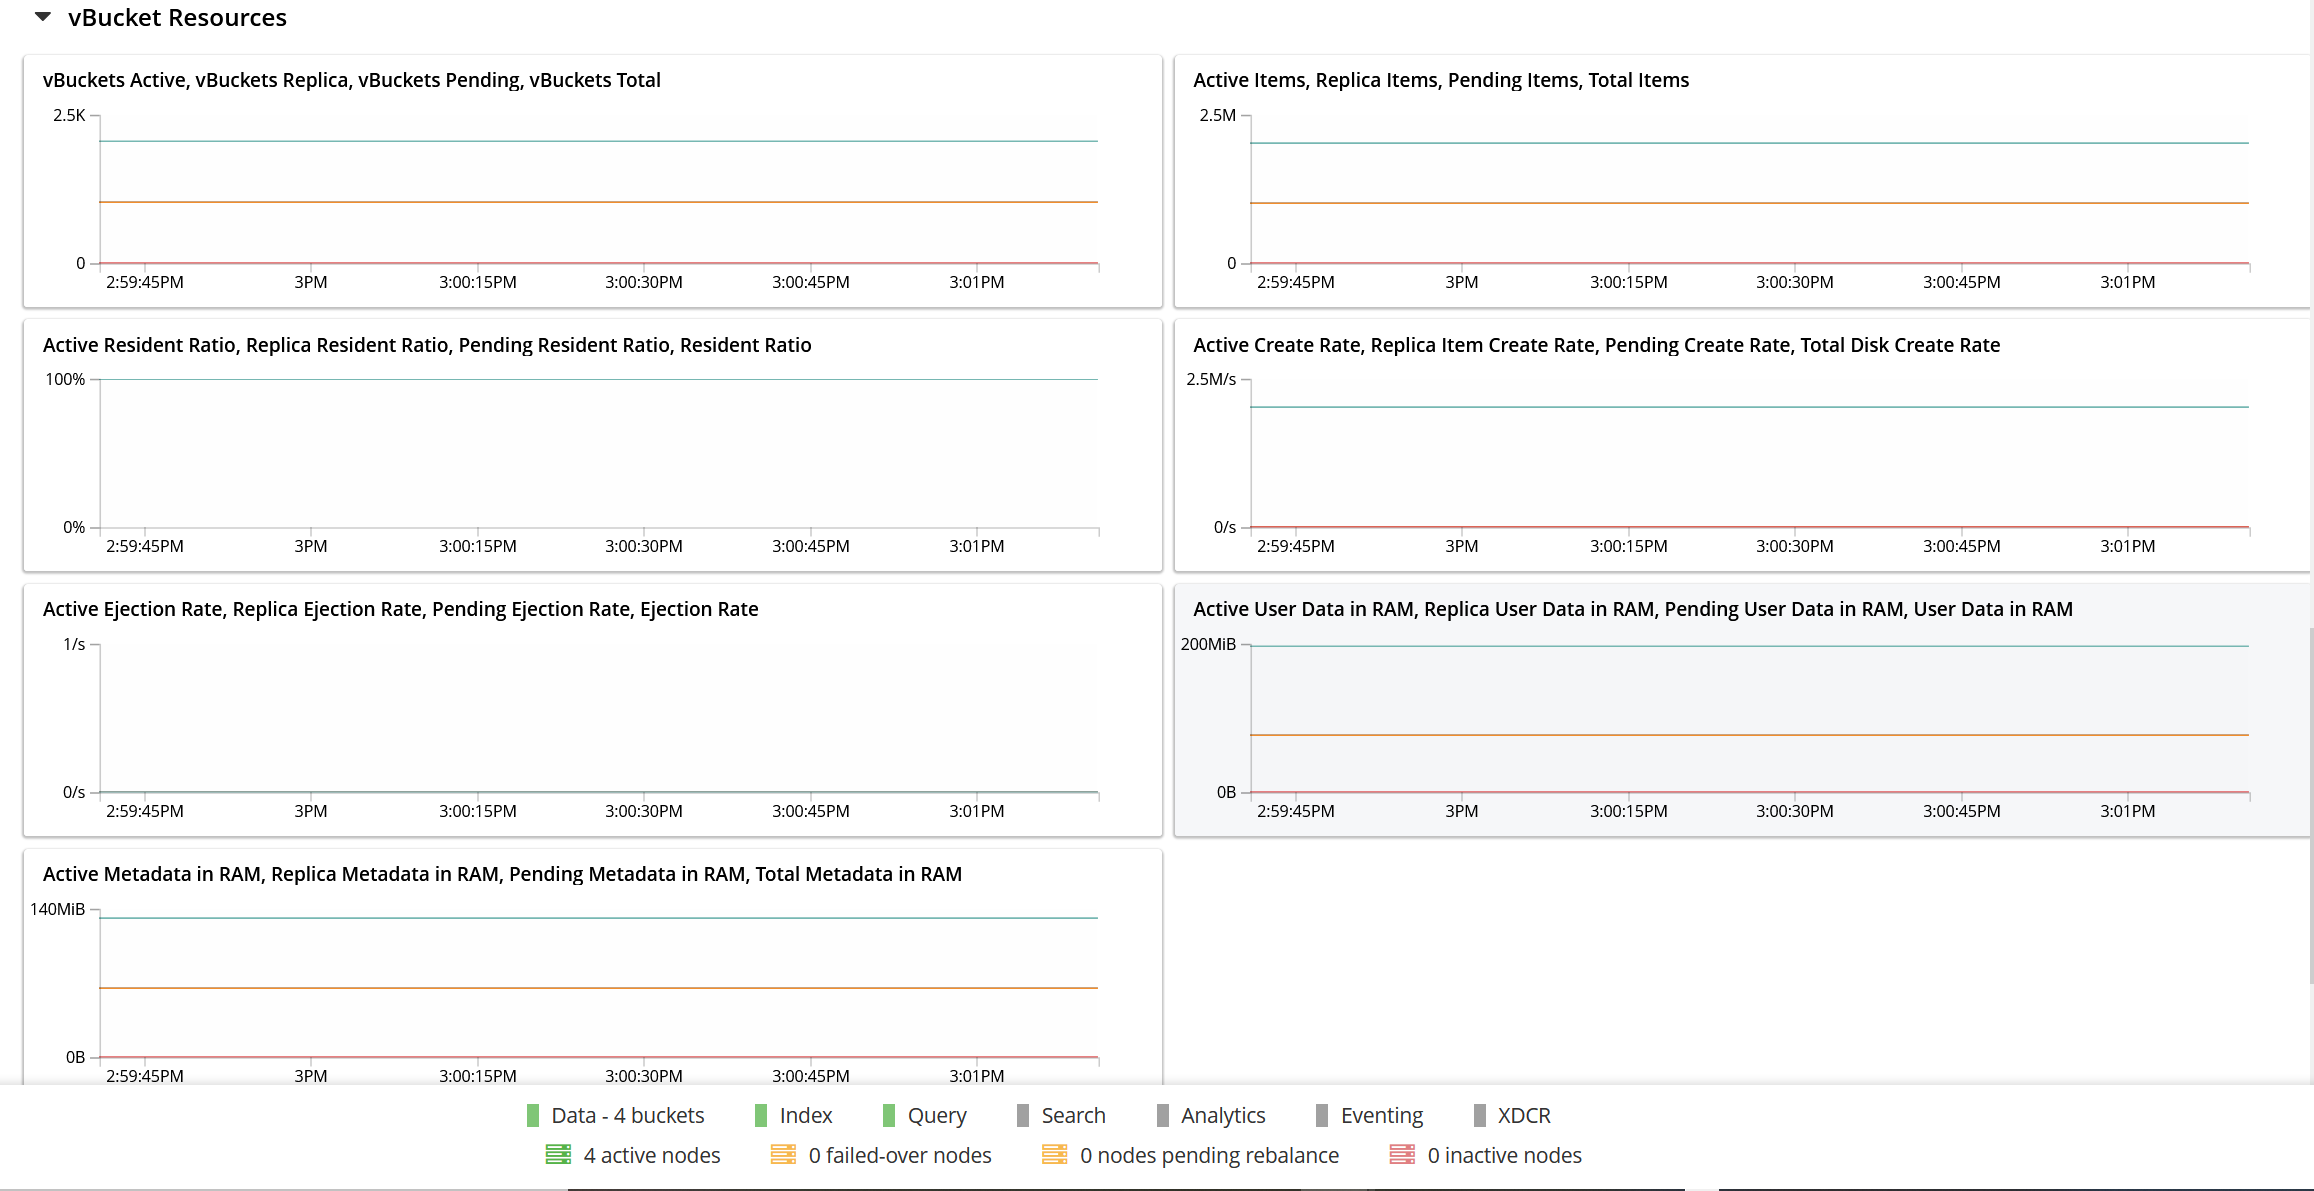 vBucket Resources
vBuckets Active, vBuckets Replica, vBuckets Pending, vBuckets Total
2.5K
0
2:59:45PM 3PM 3:00:15PM 3:00:30PM 3:00:45PM 3:01PM
Active Items, Replica Items, Pending Items, Total Items
2.5M
0
2:59:45PM 3PM 3:00:15PM 3:00:30PM 3:00:45PM 3:01PM
Active Resident Ratio, Replica Resident Ratio, Pending Resident Ratio, Resident Ratio
100%
0%
2:59:45PM 3PM 3:00:15PM 3:00:30PM 3:00:45PM 3:01PM
Active Create Rate, Replica Item Create Rate, Pending Create Rate, Total Disk Create Rate
2.5M/s
0/s
2:59:45PM 3PM 3:00:15PM 3:00:30PM 3:00:45PM 3:01PM
Active Ejection Rate, Replica Ejection Rate, Pending Ejection Rate, Ejection Rate
1/s
0/s
2:59:45PM 3PM 3:00:15PM 3:00:30PM 3:00:45PM 3:01PM
Active User Data in RAM, Replica User Data in RAM, Pending User Data in RAM, User Data in RAM
200MiB
0B
2:59:45PM 3PM 3:00:15PM 3:00:30PM 3:00:45PM 3:01PM
Active Metadata in RAM, Replica Metadata in RAM, Pending Metadata in RAM, Total Metadata in RAM
140MiB
0B
2:59:45PM 3PM 3:00:15PM 3:00:30PM 3:00:45PM 3:01PM
Data - 4 buckets Index Query Search Analytics Eventing XDCR
4 active nodes 0 failed-over nodes 0 nodes pending rebalance 0 inactive nodes